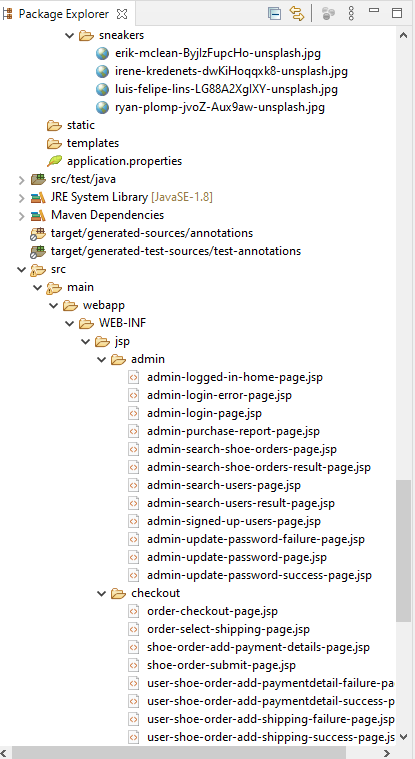 Package Explorer
sneakers
erik-mclean-ByjIzFupcHo-unsplash.jpg
irene-kredenets-dwKiHoqqxk8-unsplash.jpg
luis-felipe-lins-LG88A2XgIXY-unsplash.jpg
ryan-plomp-jvoZ-Aux9aw-unsplash.jpg
static
templates
application.properties
src/test/java
JRE System Library [JavaSE-1.8]
Maven Dependencies
target/generated-sources/annotations
target/generated-test-sources/test-annotations
src
main
webapp
WEB-INF
jsp
admin
admin-logged-in-home-page.jsp
admin-login-error-page.jsp
admin-login-page.jsp
admin-purchase-report-page.jsp
admin-search-shoe-orders-page.jsp
admin-search-shoe-orders-result-page.jsp
admin-search-users-page.jsp
admin-search-users-result-page.jsp
admin-signed-up-users-page.jsp
admin-update-password-failure-page.jsp
admin-update-password-page.jsp
admin-update-password-success-page.jsp
checkout
order-checkout-page.jsp
order-select-shipping-page.jsp
shoe-order-add-payment-details-page.jsp
shoe-order-submit-page.jsp
user-shoe-order-add-paymentdetail-failure-pa
user-shoe-order-add-paymentdetail-success-p
user-shoe-order-add-shipping-failure-page.jsp
user-shoe-order-add-shipping-success-page.js